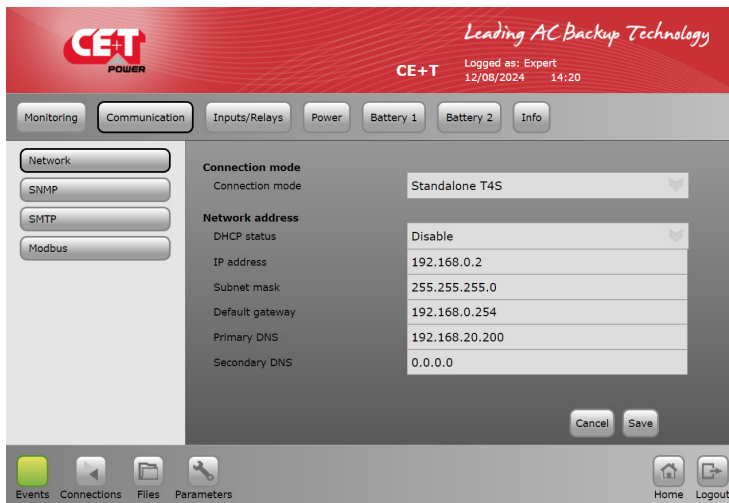 CE+T
POWER
Leading AC Backup Technology
CE+T
Logged as: Expert
12/08/2024 14:20
Monitoring
Communication
Inputs/Relays
Power
Battery 1
Battery 2
Info
Network
SNMP
SMTP
Modbus
Connection mode
Connection mode Standalone T4S
Network address
DHCP status Disable
IP address 192.168.0.2
Subnet mask 255.255.255.0
Default gateway 192.168.0.254
Primary DNS 192.168.20.200
Secondary DNS 0.0.0.0
Cancel Save
Events Connections Files Parameters Home Logout